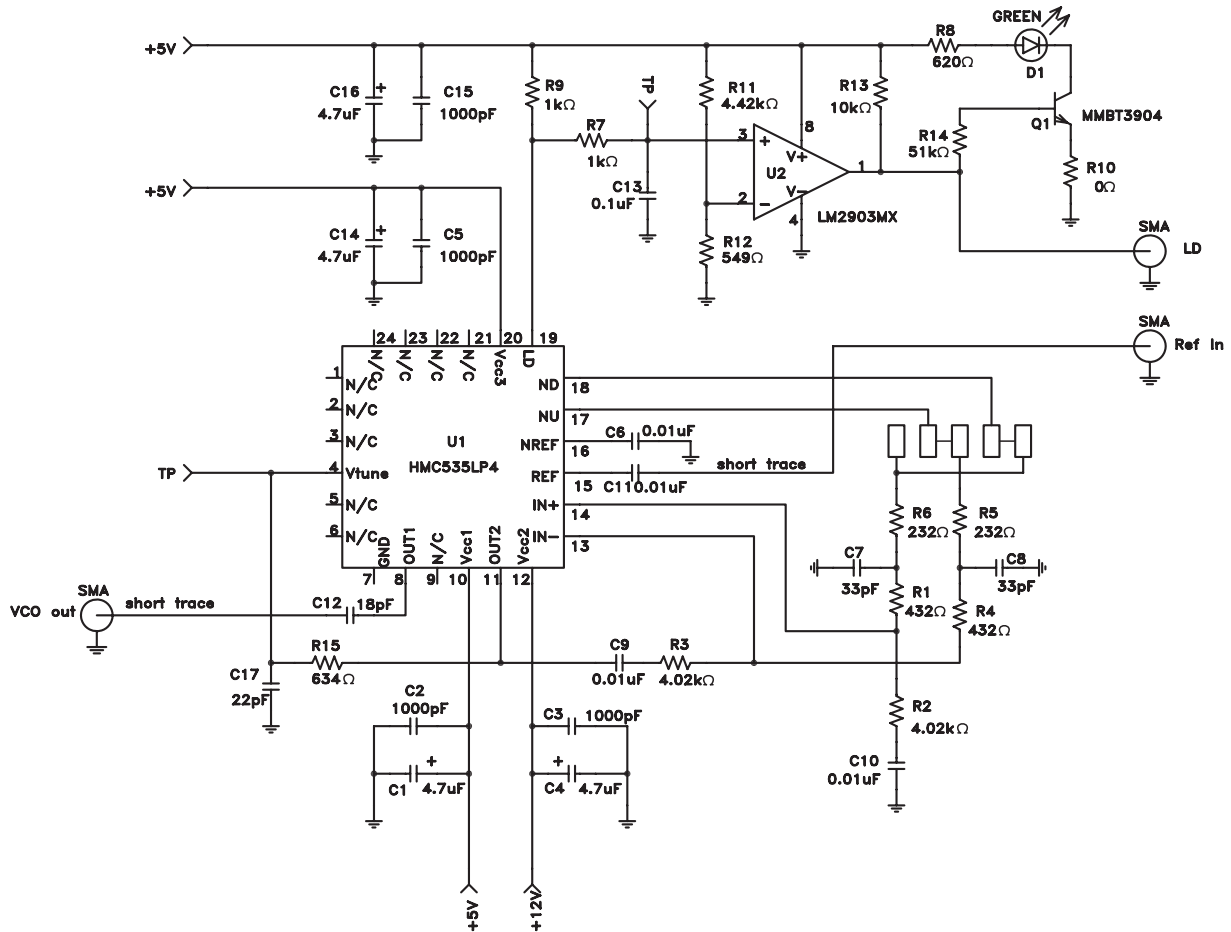 GREEN
+5V
R8
620Ω
D1
C16
4.7uF
+
C15
1000pF
R9
1kΩ
TP
R11
4.42kΩ
R13
10kΩ
MMBT3904
Q1
R7
1kΩ
3
+
8
V+
U2
V-
2
-
4
1
LM2903MX
R14
51kΩ
R10
0Ω
+5V
C13
0.1uF
C14
4.7uF
+
C5
1000pF
R12
549Ω
SMA
LD
SMA
Ref In
24
23
22
21
20
19
N/C
N/C
N/C
N/C
Vcc3
LD
1
N/C
2
N/C
3
N/C
TP
4
Vtune
5
N/C
6
N/C
U1
HMC535LP4
ND
18
NU
17
NREF
16
REF
15
IN+
14
IN-
13
C6
0.01uF
C11
0.01uF
short trace
GND
OUT1
N/C
Vcc1
OUT2
Vcc2
7
8
9
10
11
12
R6
232Ω
R5
232Ω
C7
33pF
C8
33pF
R1
432Ω
R4
432Ω
SMA
VCO out
short trace
C12
18pF
R15
634Ω
C17
22pF
C9
0.01uF
R3
4.02kΩ
R2
4.02kΩ
C10
0.01uF
C2
1000pF
C3
1000pF
+
C1
4.7uF
+
C4
4.7uF
+5V
+12V